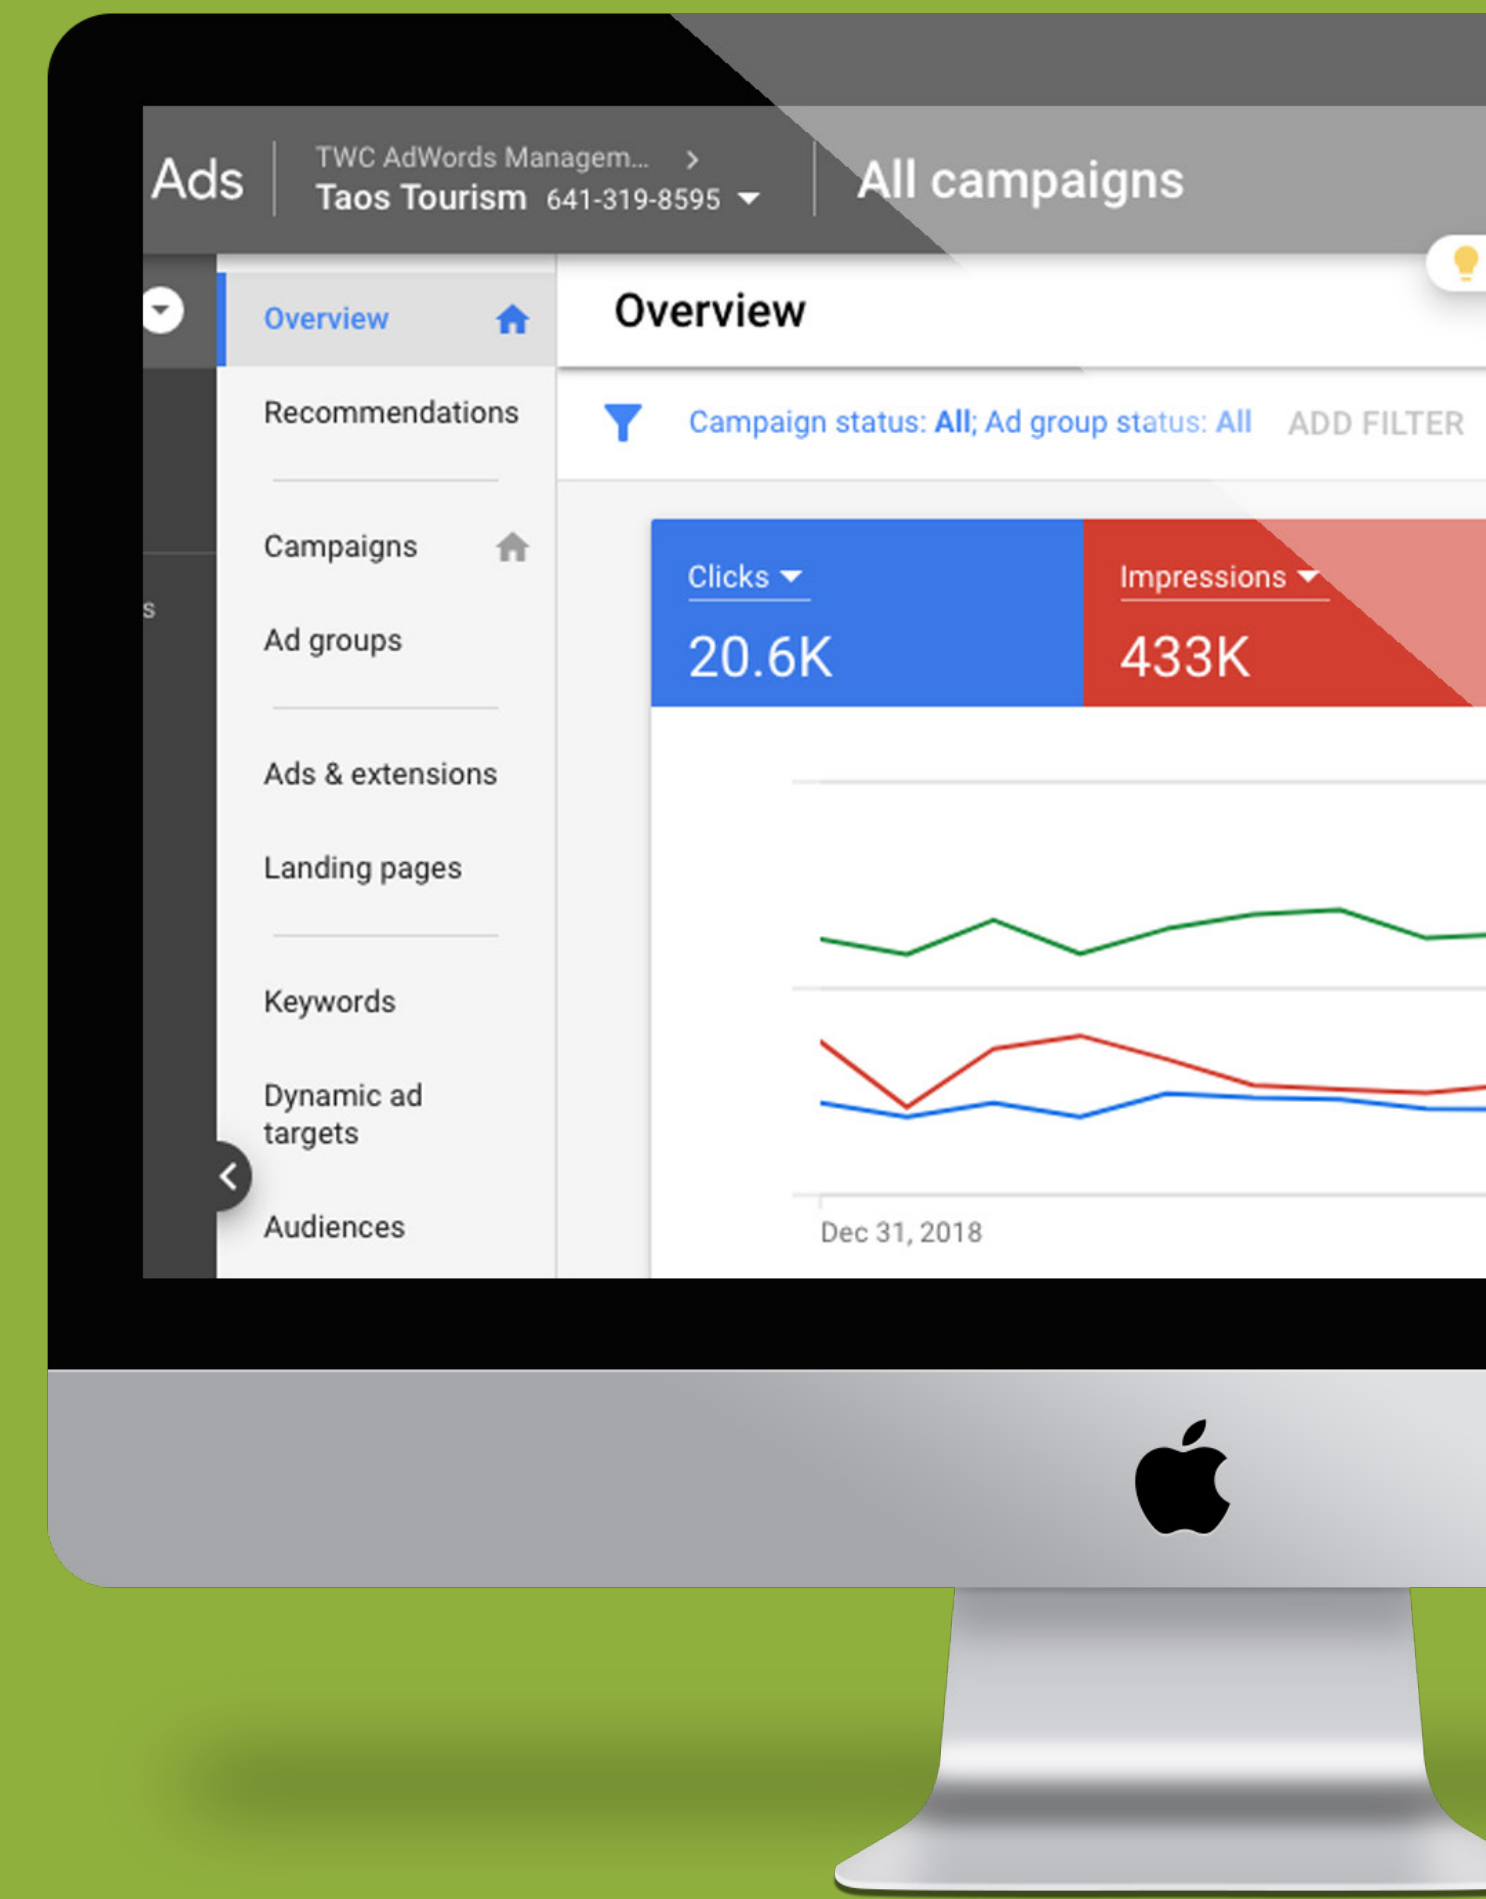 Ads
TWC AdWords Managem...
Taos Tourism 641-319-8595
All campaigns
Overview
Recommendations
Campaigns
Ad groups
Ads & extensions
Landing pages
Keywords
Dynamic ad
targets
Audiences
s
Overview
Campaign status: All; Ad group status: All ADD FILTER
Clicks
20.6K
Impressions
433K
Dec 31, 2018